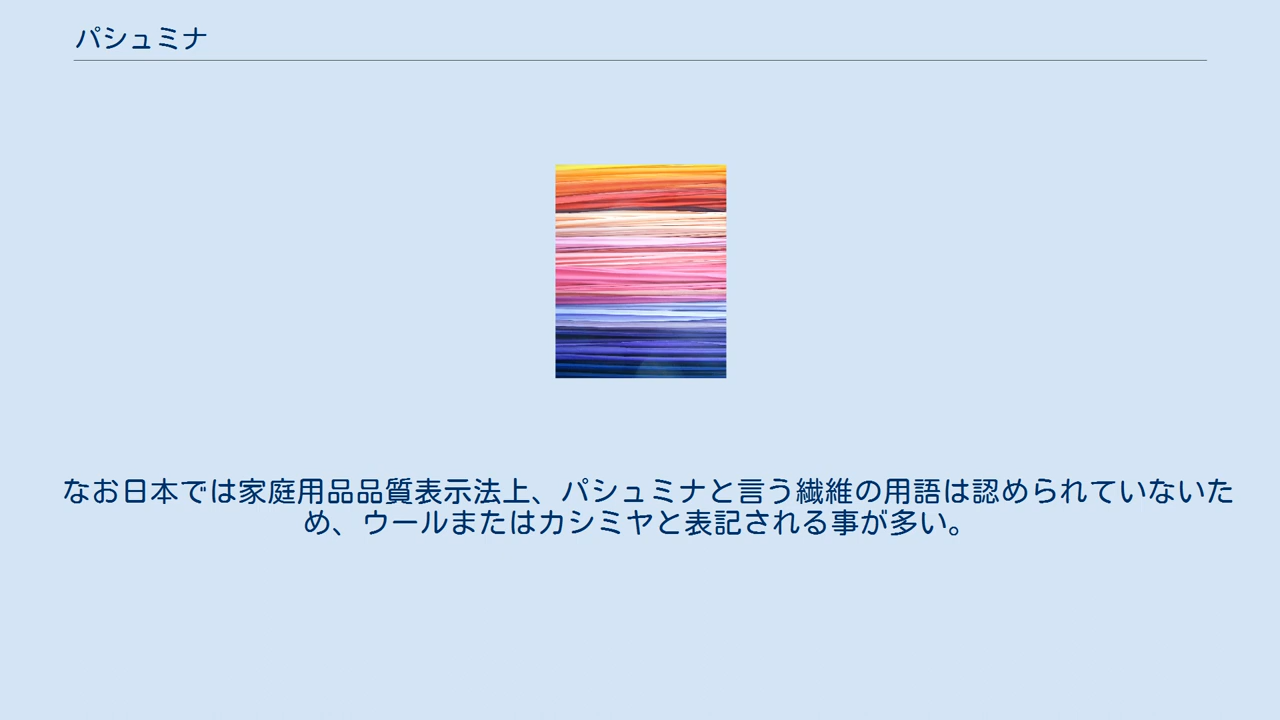 パシュミナ
なお日本では家庭用品品質表示法上、パシュミナと言う繊維の用語は認められていないた
め、ウールまたはカシミヤと表記される事が多い。